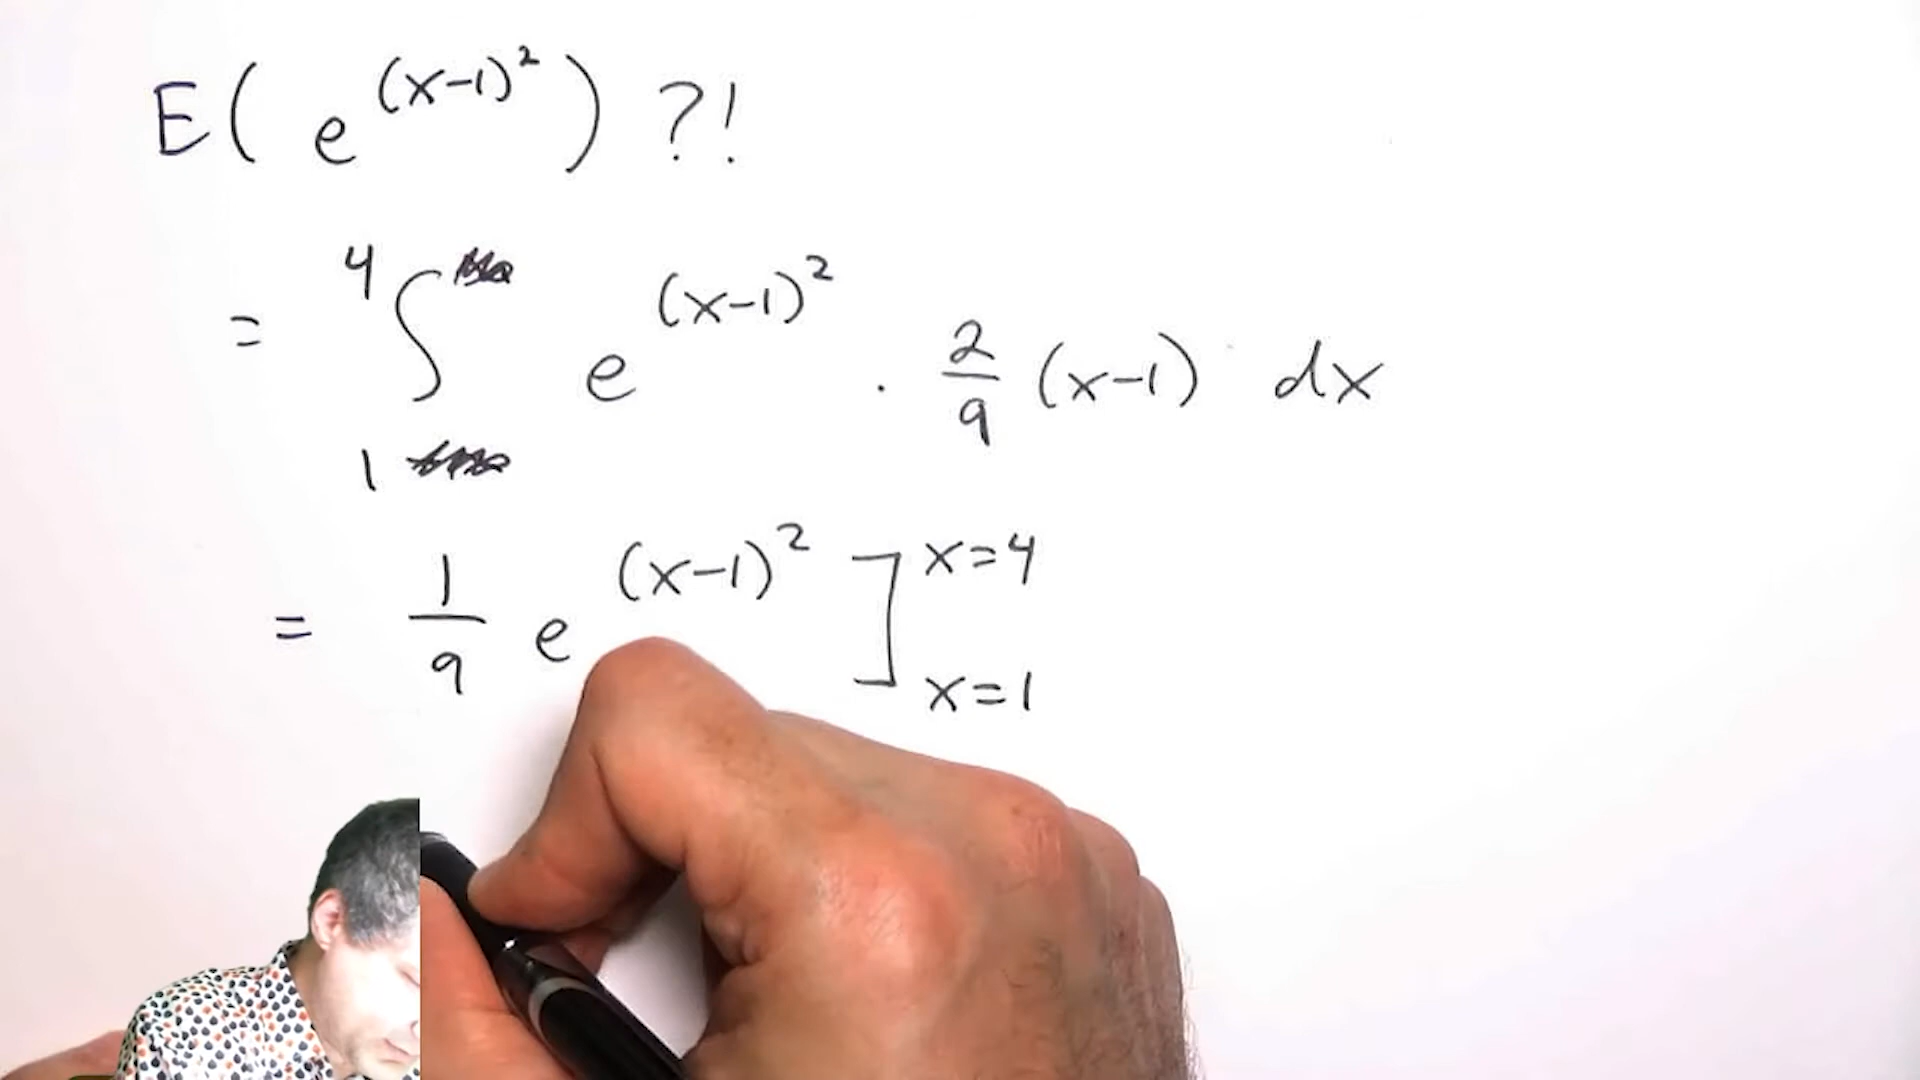 E( e^(x-1)^2 ) ?!
= ∫_1^4 e^(x-1)^2 · 2/9 (x-1) dx
= 1/9 e^(x-1)^2 ]_{x=1}^{x=4}